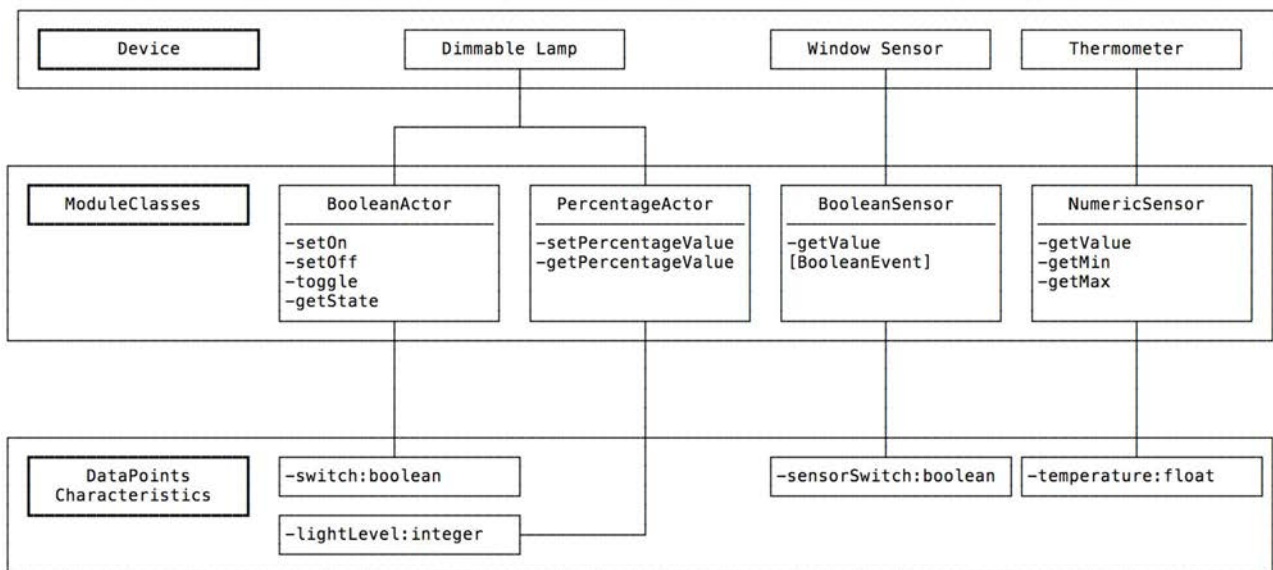 Device
Dimmable Lamp
Window Sensor
Thermometer
ModuleClasses
BooleanActor
-setOn
-setOff
-toggle
-getState
PercentageActor
-setPercentageValue
-getPercentageValue
BooleanSensor
-getValue
[BooleanEvent]
NumericSensor
-getValue
-getMin
-getMax
DataPoints
Characteristics
-switch:boolean
-lightLevel:integer
-sensorSwitch:boolean
-temperature:float